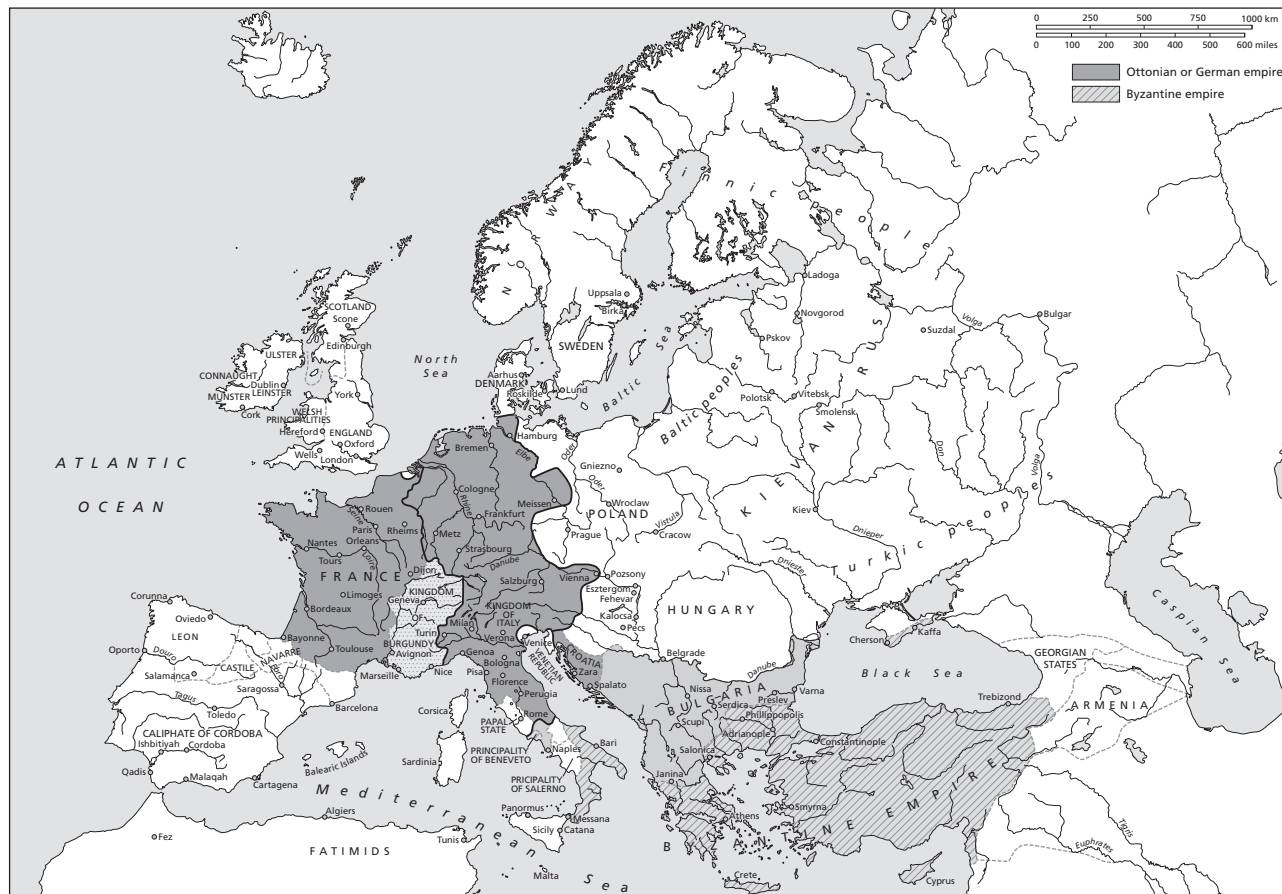 0 250 500 750 1000 km
0 100 200 300 400 500 600 miles
Ottonian or German empire
Byzantine empire
NORWAY
Finnic people
Ladoga
Uppsala
Birka
Novgorod
Suzdal
Volga
Bulgar
Pskov
SCOTLAND
Scone
Edinburgh
North
Sea
SWEDEN
Baltic Sea
ULSTER
CONNAUGHT
Dublin
MUNSTER
LEINSTER
Cork
York
WELSH
PRINCIPALITIES
Hereford
ENGLAND
Oxford
Wells
London
Aarhus
DENMARK
Roskilde
Lund
Baltic peoples
Polotsk
Vitebsk
Smolensk
KIEVAN RUS
Don
Volga
ATLANTIC
OCEAN
Hamburg
Bremen
Elbe
Oder
Gniezno
Oder
Cologne
Rhine
Meissen
Wroclaw
POLAND
Frankfurt
Vistula
Kiev
Turkic peoples
Rouen
Seine
Paris
Rheims
Metz
Prague
Cracow
Dnieper
Nantes
Orleans
Tours
Loire
Strasbourg
Danube
Dnieste
Dijon
FRANCE
Salzburg
Vienna
Pozsony
Esztergom
Fehevar
Limoges
KINGDOM
OF
BURGUNDY
Geneva
KINGDOM
OF
ITALY
HUNGARY
Kalocsa
Pécs
Corunna
Oviedo
Bordeaux
Milan
Turin
Verona
Venice
VENETIAN
REPUBLIC
CROATIA
Belgrade
Cherson
Kaffa
Caspian Sea
LEON
Bayonne
Toulouse
Avignon
Genoa
Bologna
Zara
Danube
GEORGIAN
STATES
Oporto
Douro
CASTILE
NAVARRE
Ebro
Marseille
Nice
Pisa
Florence
Spalato
Nissa
BULGARIA
Varna
Black Sea
Salamanca
Saragossa
Perugia
Serdica
Preslev
Trebizond
Tagus
Barcelona
Corsica
Rome
Scupi
Phillippopolis
ARMENIA
Toledo
PAPAL
STATE
Adrianople
Constantinople
CALIPHATE OF CORDOBA
Ishbitiyah
Cordoba
Balearic Islands
Sardinia
PRINCIPALITY
OF BENEVETO
Naples
Bari
Salonica
Qadis
Malaqah
Cartagena
PRICIPALITY
OF SALERNO
Janina
Smyrna
Mediterranean Sea
Panormus
Messana
Athens
BYZANTINE EMPIRE
Algiers
Sicily
Catana
Fez
Tunis
Tigris
Euphrates
FATIMIDS
Malta
Crete
Cyprus